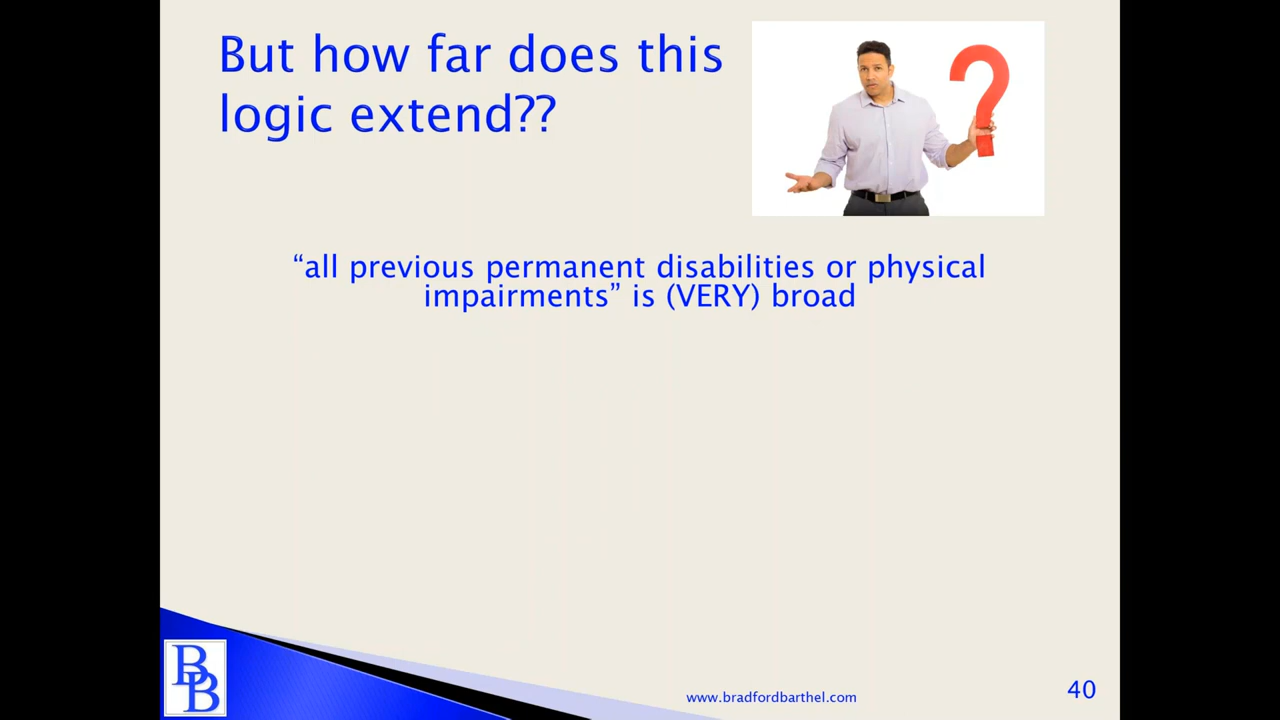 But how far does this
logic extend??
“all previous permanent disabilities or physical
impairments” is (VERY) broad
BB
www.bradfordbarthel.com
40